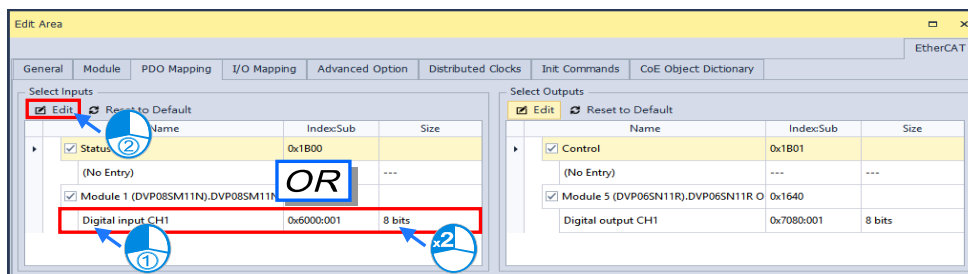 Edit Area
EtherCAT
General Module PDO Mapping I/O Mapping Advanced Option Distributed Clocks Init Commands CoE Object Dictionary
Select Inputs
Edit Reset to Default
Name Index:Sub Size
Status 0x1B00
(No Entry) ---
Module 1 (DVP08SM11N).DVP08SM11N
Digital input CH1 0x6000:001 8 bits
②
OR
①
x2
Select Outputs
Edit Reset to Default
Name Index:Sub Size
Control 0x1B01
(No Entry) --- ---
Module 5 (DVP06SN11R).DVP06SN11R O 0x1640
Digital output CH1 0x7080:001 8 bits